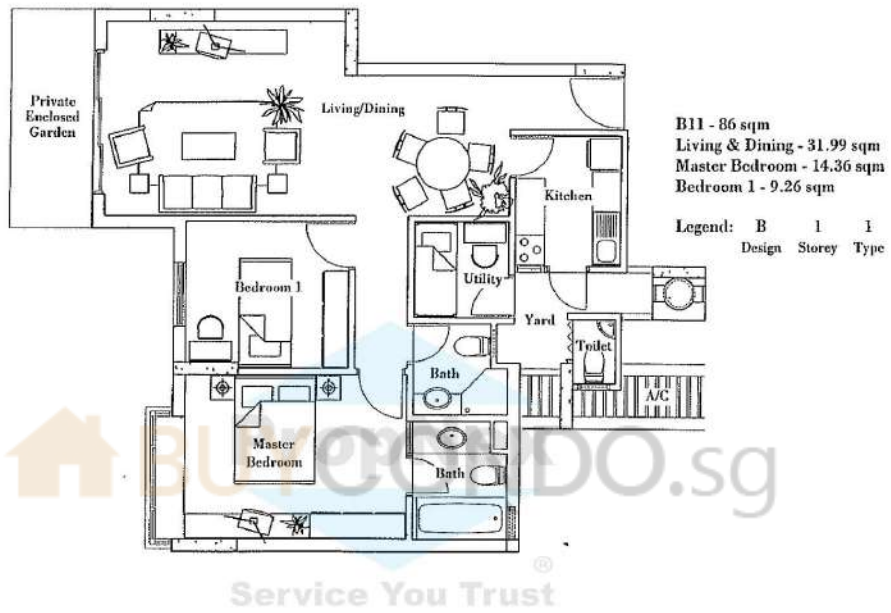 Private
Enclosed
Garden
Living/Dining
Kitchen
Bedroom 1
Utility
Yard
Toilet
Bath
A/C
Master
Bedroom
Bath
B11 - 86 sqm
Living & Dining - 31.99 sqm
Master Bedroom - 14.36 sqm
Bedroom 1 - 9.26 sqm
Legend: B 1 1
Design Storey Type
BUYCONDO.sg
Service You Trust
®